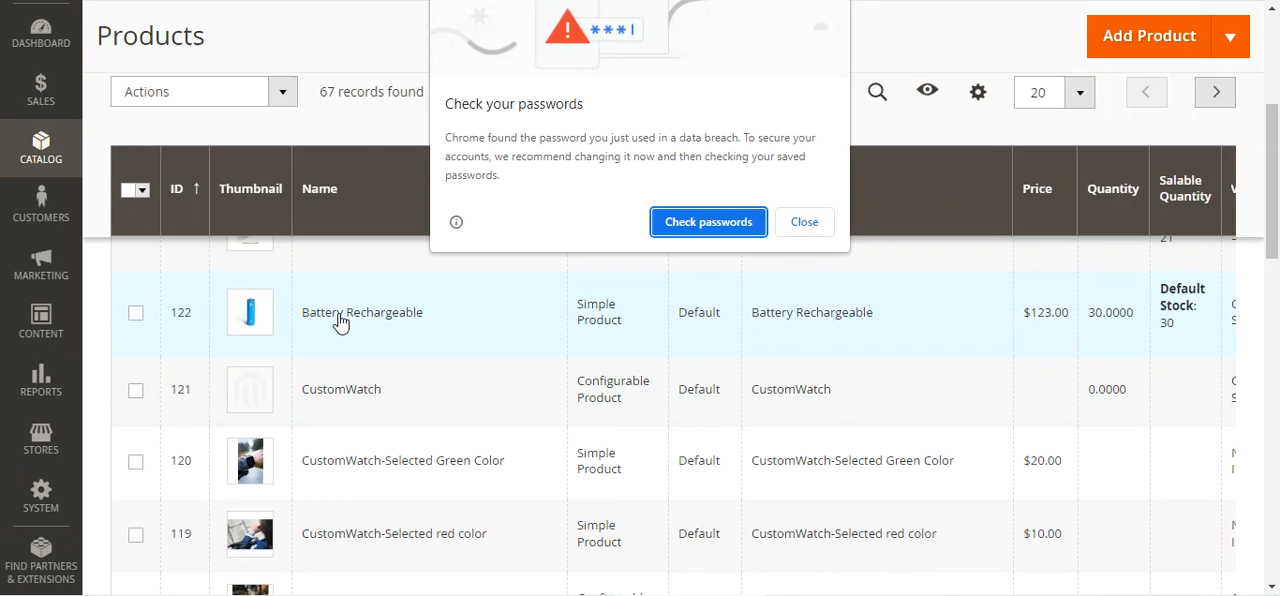 DASHBOARD
SALES
CATALOG
CUSTOMERS
MARKETING
CONTENT
REPORTS
STORES
SYSTEM
FIND PARTNERS
& EXTENSIONS
Products
Add Product
Actions
67 records found
20
Check your passwords
Chrome found the password you just used in a data breach. To secure your
accounts, we recommend changing it now and then checking your saved
passwords.
Check passwords
Close
ID ↑
Thumbnail
Name
Price
Quantity
Salable
Quantity
21
122
Battery Rechargeable
Simple
Product
Default
Battery Rechargeable
$123.00
30.0000
Default
Stock:
30
121
CustomWatch
Configurable
Product
Default
CustomWatch
0.0000
120
CustomWatch-Selected Green Color
Simple
Product
Default
CustomWatch-Selected Green Color
$20.00
119
CustomWatch-Selected red color
Simple
Product
Default
CustomWatch-Selected red color
$10.00